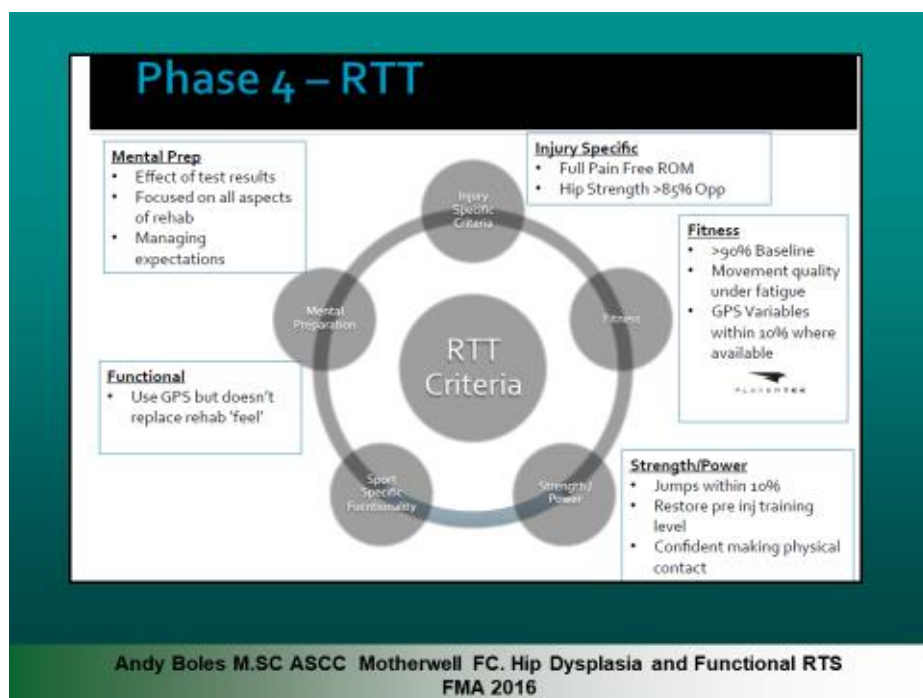 Phase 4 – RTT
Mental Prep
• Effect of test results
• Focused on all aspects
of rehab
• Managing
expectations
Injury Specific
• Full Pain Free ROM
• Hip Strength >85% Opp
Injury
Specific
Criteria
Fitness
• >90% Baseline
• Movement quality
under fatigue
• GPS Variables
within 10% where
available
PLAYERTEK
Mental
Preparation
Fitness
RTT
Criteria
Functional
• Use GPS but doesn't
replace rehab 'feel'
Sport
Specific
Functionality
Strength/
Power
Strength/Power
• Jumps within 10%
• Restore pre inj training
level
• Confident making physical
contact
Andy Boles M.SC ASCC Motherwell FC. Hip Dysplasia and Functional RTS
FMA 2016